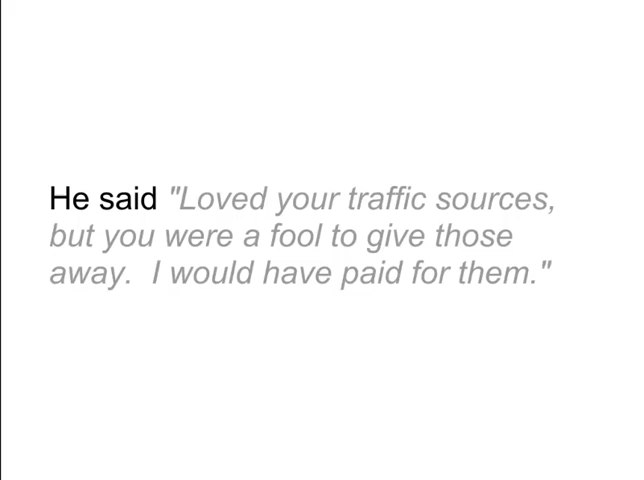 He said "Loved your traffic sources,
but you were a fool to give those
away.  I would have paid for them."